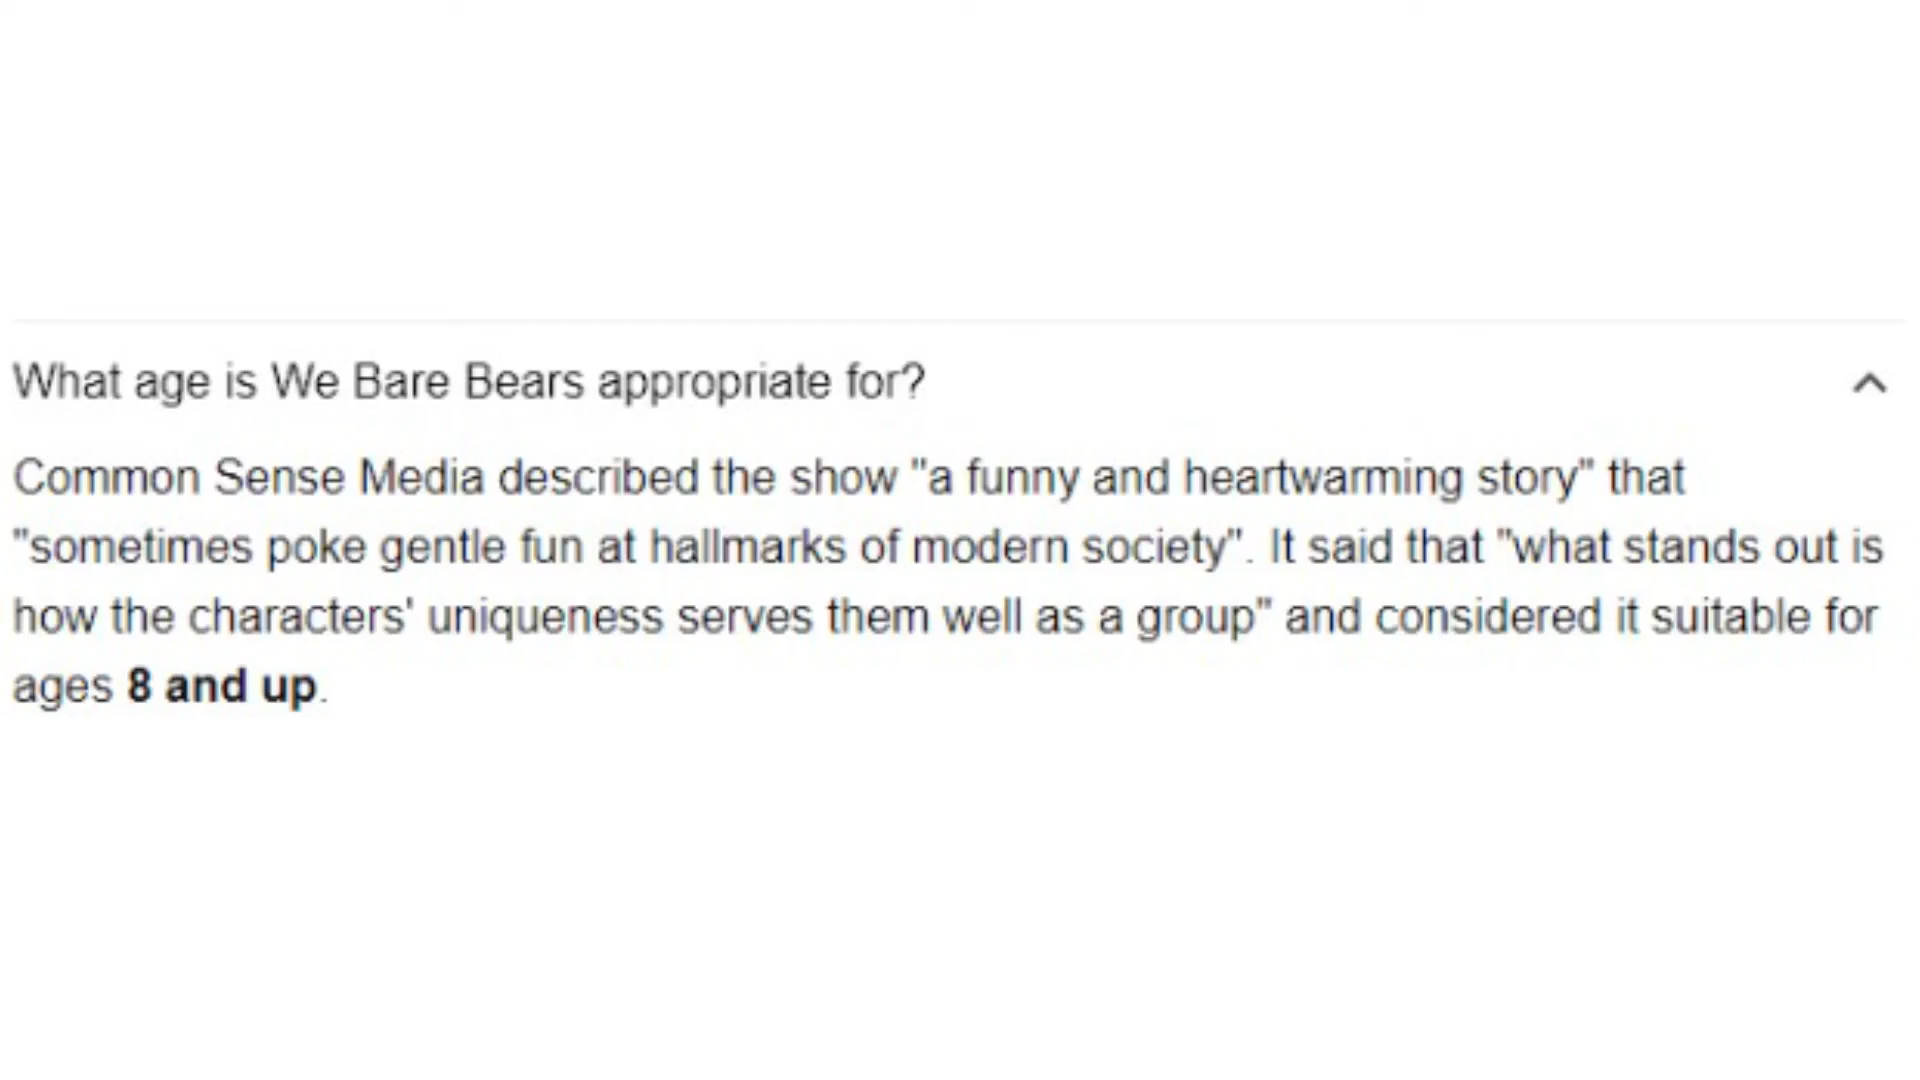 What age is We Bare Bears appropriate for?
Common Sense Media described the show "a funny and heartwarming story" that
"sometimes poke gentle fun at hallmarks of modern society". It said that "what stands out is
how the characters' uniqueness serves them well as a group" and considered it suitable for
ages 8 and up.